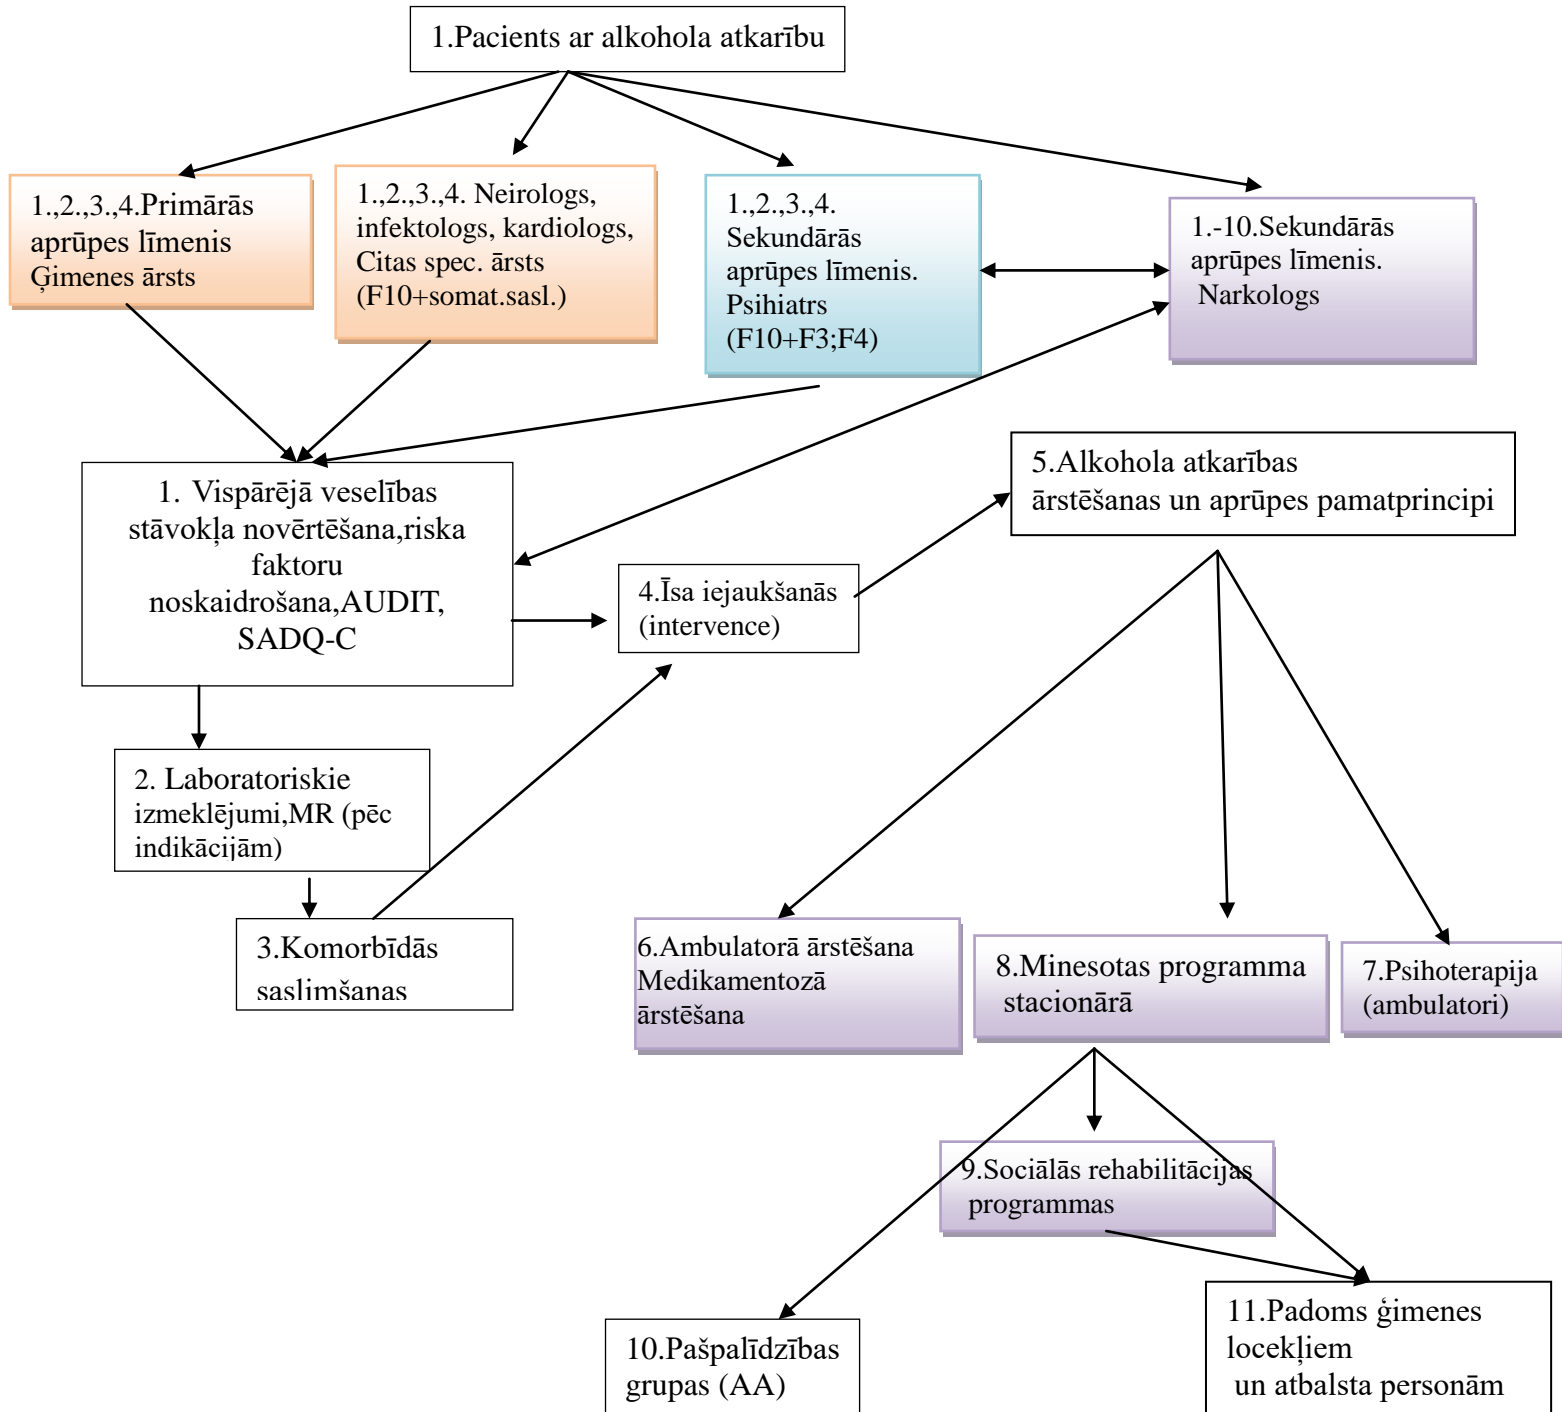 1.Pacients ar alkohola atkarību
1.,2.,3.,4.Primārās
aprūpes līmenis
Ģimenes ārsts
1.,2.,3.,4. Neirologs,
infektologs, kardiologs,
Citas spec. ārsts
(F10+somat.sasl.)
1.,2.,3.,4.
Sekundārās
aprūpes līmenis.
Psihiatrs
(F10+F3;F4)
1.-10.Sekundārās
aprūpes līmenis.
Narkologs
1. Vispārējā veselības
stāvokļa novērtēšana,riska
faktoru
noskaidrošana,AUDIT,
SADQ-C
5.Alkohola atkarības
ārstēšanas un aprūpes pamatprincipi
4.Īsa iejaukšanās
(intervence)
2. Laboratoriskie
izmeklējumi,MR (pēc
indikācijām)
3.Komorbīdās
saslimšanas
6.Ambulatorā ārstēšana
Medikamentozā
ārstēšana
8.Minesotas programma
stacionārā
7.Psihoterapija
(ambulatori)
9.Sociālās rehabilitācijas
programmas
10.Pašpalīdzības
grupas (AA)
11.Padoms ģimenes
locekļiem
un atbalsta personām